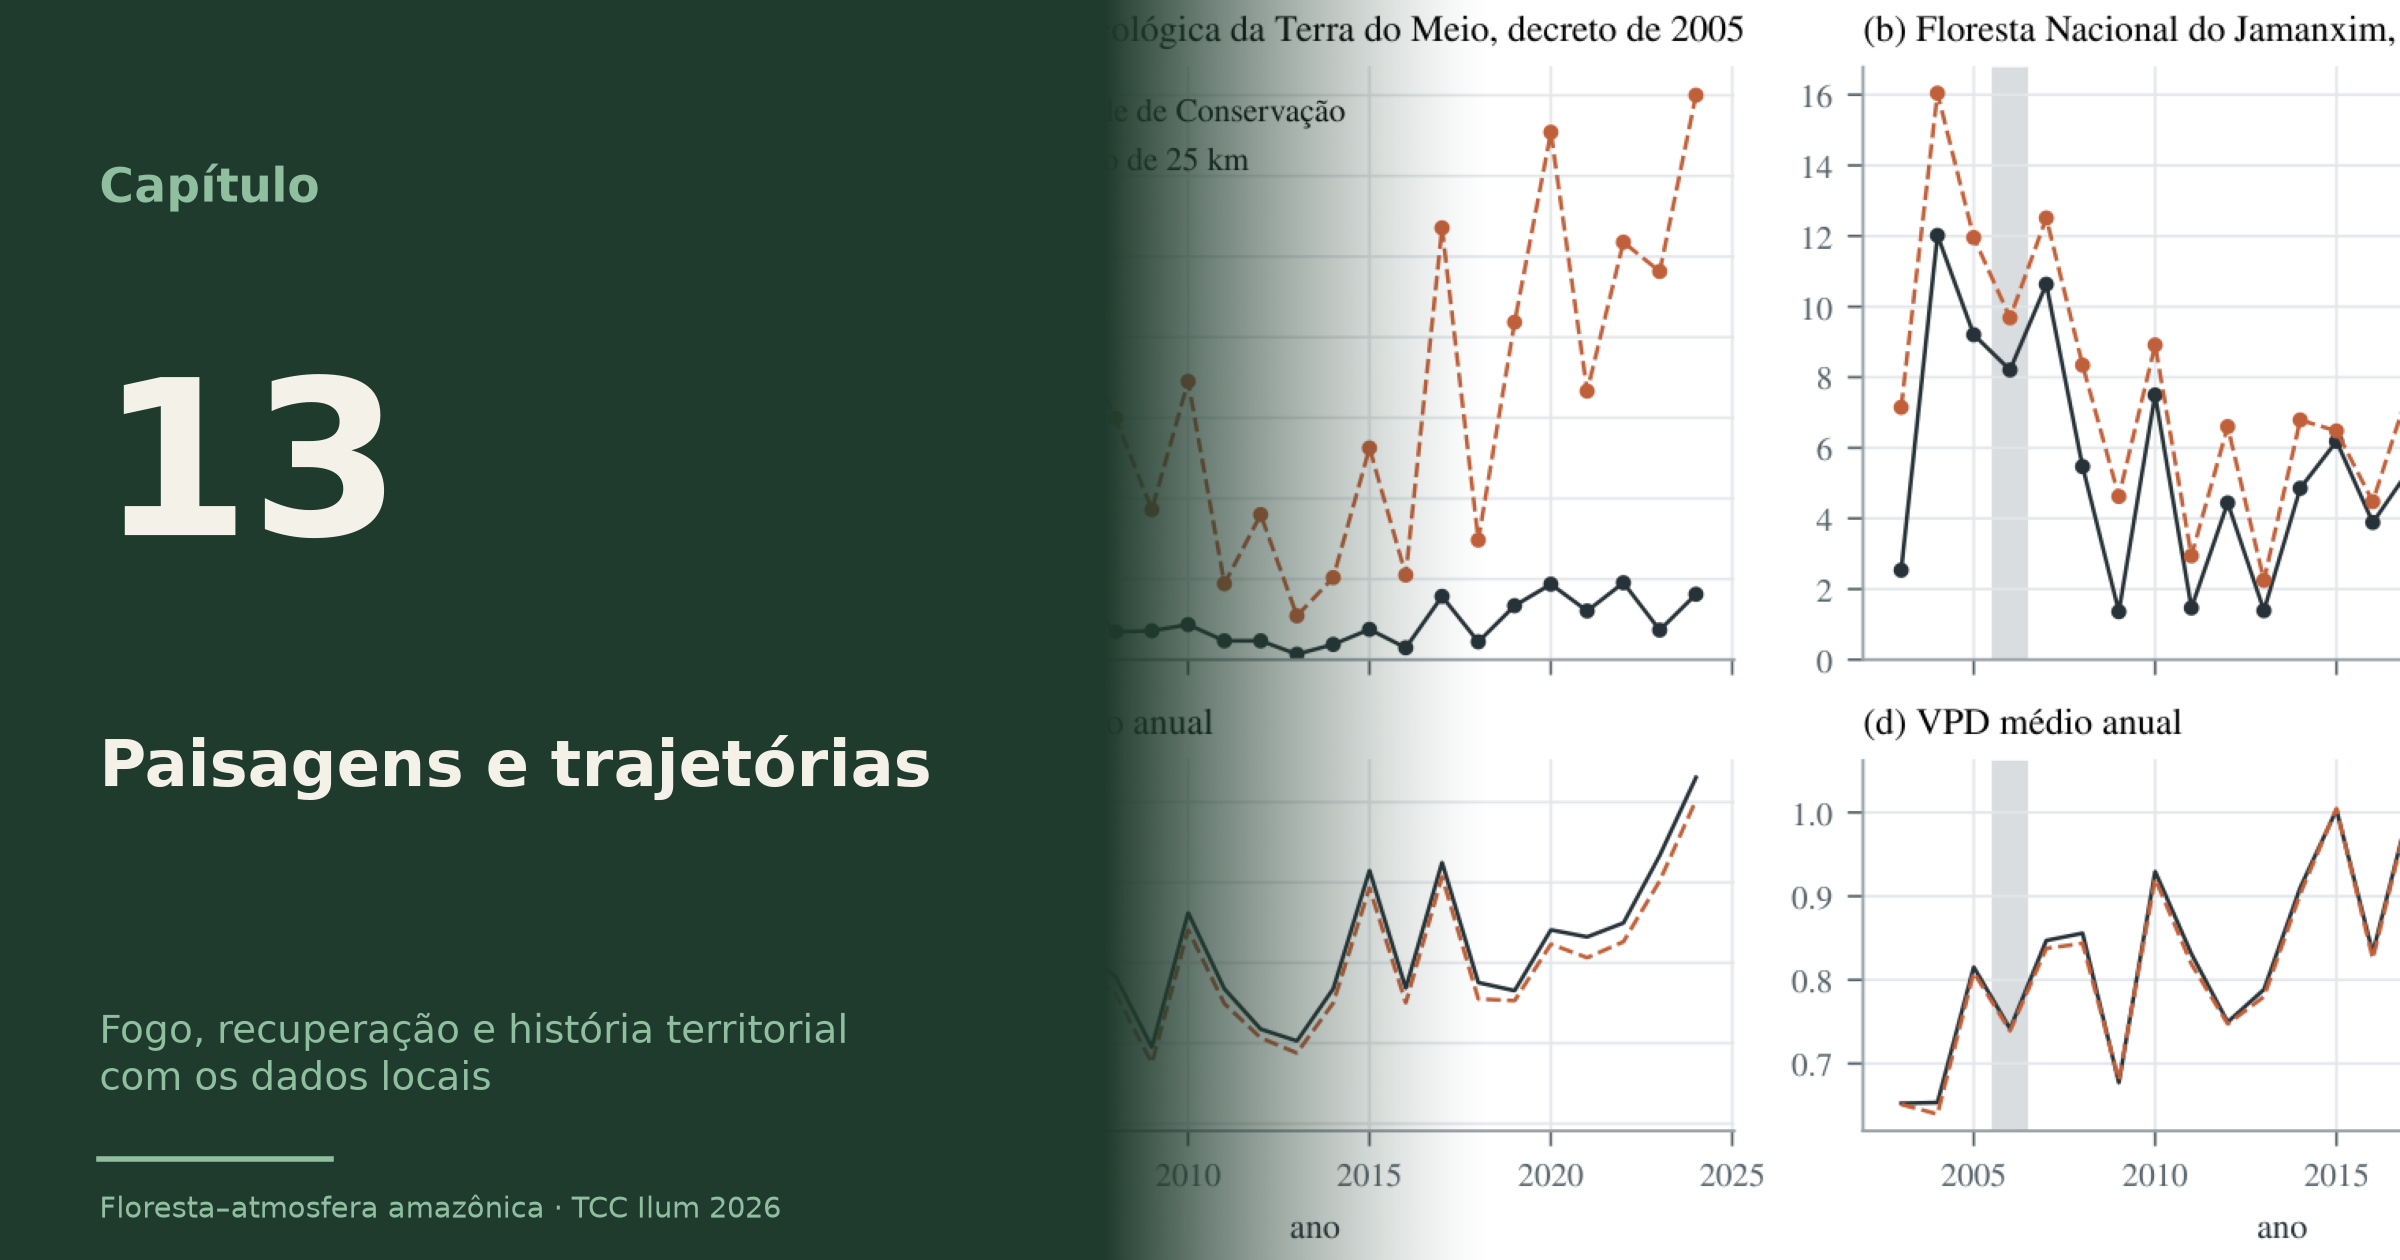 Capítulo
13
Paisagens e trajetórias
Fogo, recuperação e história territorial
com os dados locais
Floresta–atmosfera amazônica · TCC Ilum 2026
da Terra do Meio, decreto de 2005
de Conservação
de 25 km
anual
2010
2015
2020
2025
ano
(b) Floresta Nacional do Jamanxim,
16
14
12
10
8
6
4
2
0
(d) VPD médio anual
1.0
0.9
0.8
0.7
2005
2010
2015
ano